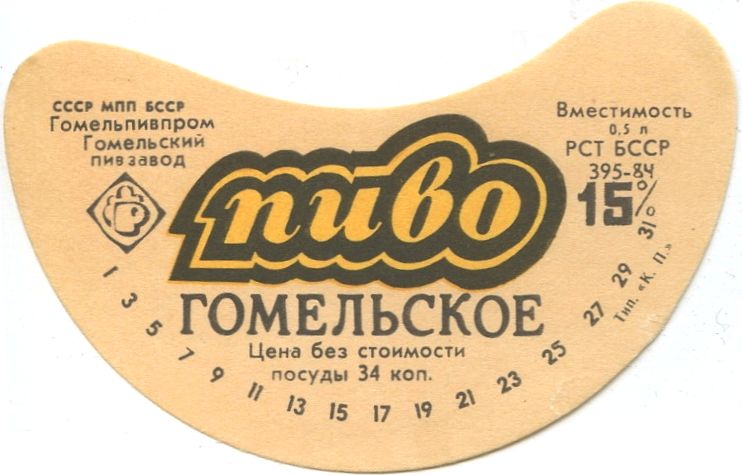 СССР МПП БССР
Гомельпивпром
Гомельский
пивзавод
Вместимость
0,5 л
РСТ БССР
395-84
15%
пиво
ГОМЕЛЬСКОЕ
Цена без стоимости
посуды 34 коп.
1 3 5 7 9 11 13 15 17 19 21 23 25 27 29 31
Тип. «К. П.»